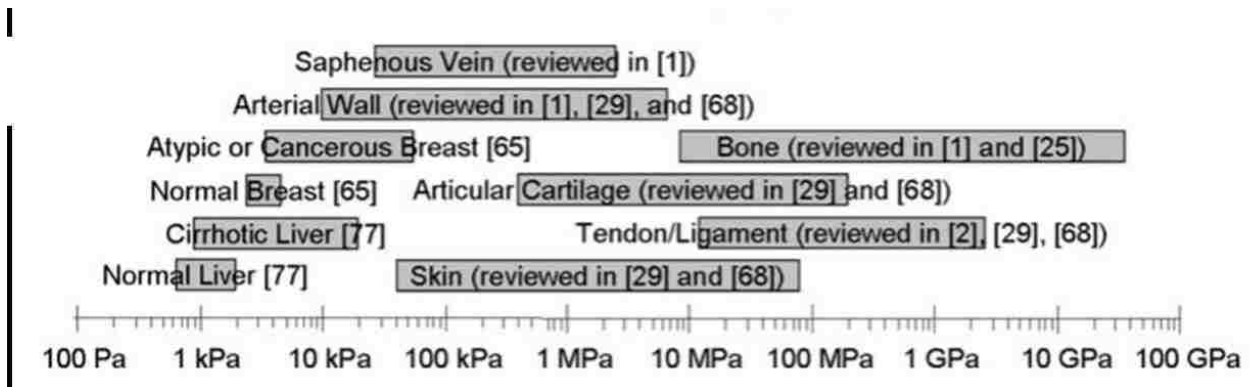 Saphenous Vein (reviewed in [1])
Arterial Wall (reviewed in [1], [29], and [68])
Atypic or Cancerous Breast [65]
Bone (reviewed in [1] and [25])
Normal Breast [65]
Articular Cartilage (reviewed in [29] and [68])
Cirrhotic Liver [77]
Tendon/Ligament (reviewed in [2], [29], [68])
Normal Liver [77]
Skin (reviewed in [29] and [68])
100 Pa 1 kPa 10 kPa 100 kPa 1 MPa 10 MPa 100 MPa 1 GPa 10 GPa 100 GPa